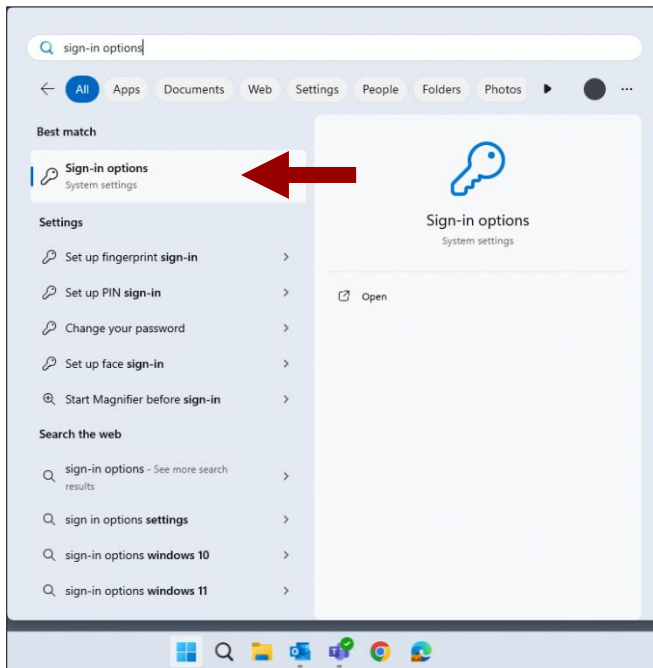 sign-in options
All Apps Documents Web Settings People Folders Photos
Best match
Sign-in options
System settings
Settings
Set up fingerprint sign-in
Set up PIN sign-in
Change your password
Set up face sign-in
Start Magnifier before sign-in
Search the web
sign-in options - See more search
results
sign in options settings
sign-in options windows 10
sign-in options windows 11
Sign-in options
System settings
Open